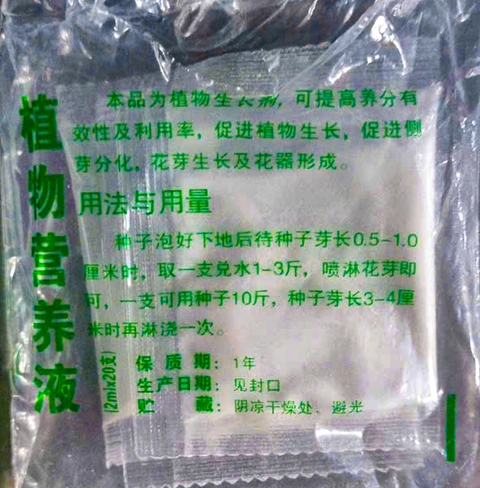 植物营养液
本品为植物生长剂,可提高养分有
效性及利用率,促进植物生长,促进侧
芽分化,花芽生长及花器形成。
用法与用量
种子泡好下地后待种子芽长0.5-1.0
厘米时,取一支兑水1-3斤,喷淋花芽即
可,一支可用种子10斤,种子芽长3-4厘
米时再淋浇一次。
(2mlx20支)
保质期:1年
生产日期:见封口
贮藏:阴凉干燥处、避光